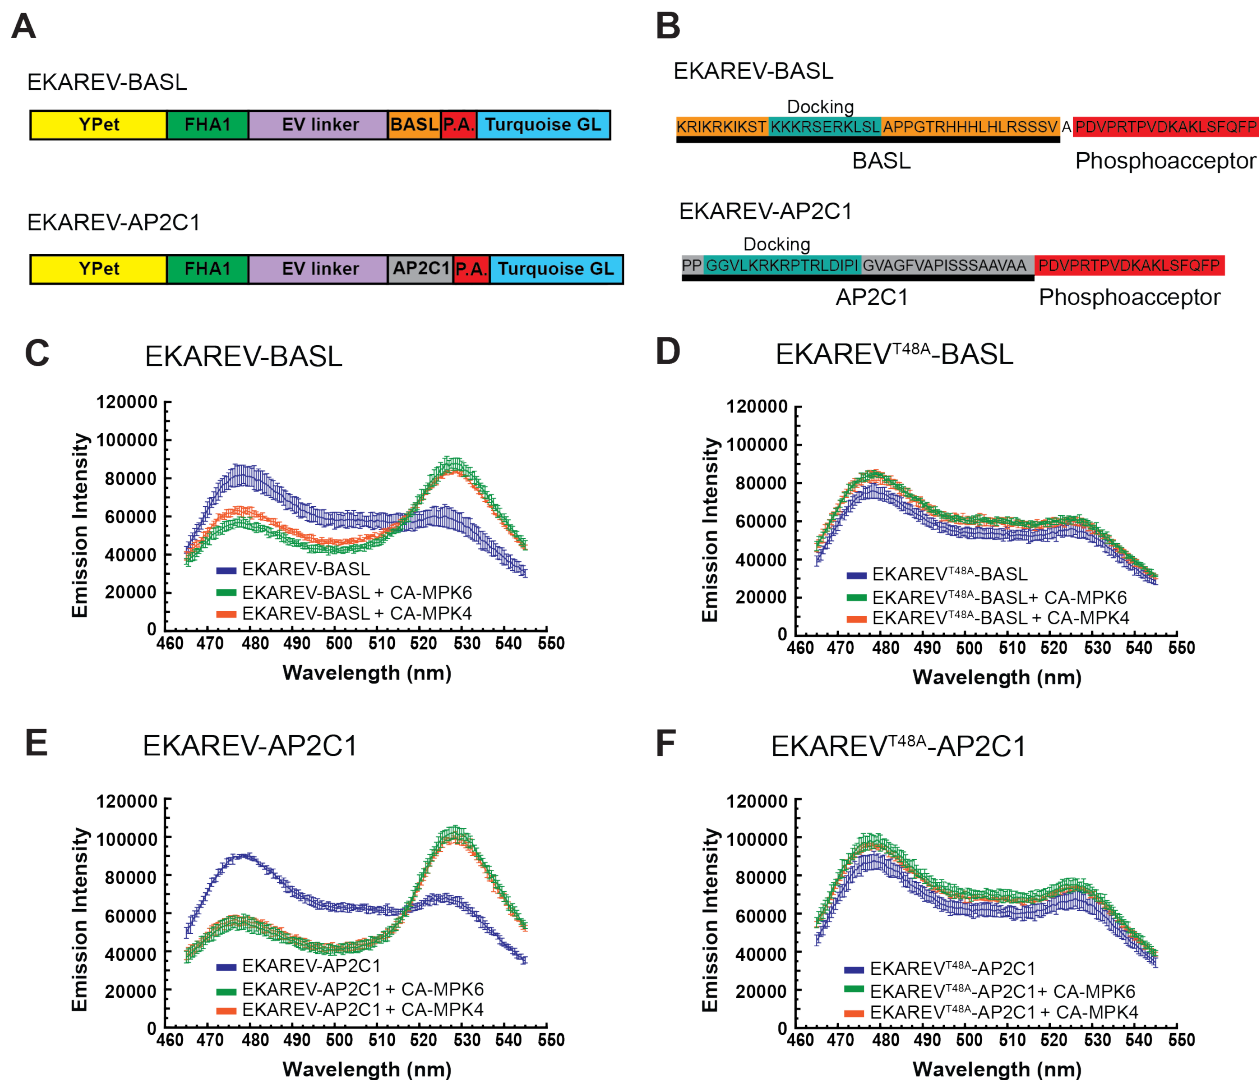 A
EKAREV-BASL
YPet FHA1 EV linker BASL P.A. Turquoise GL
EKAREV-AP2C1
YPet FHA1 EV linker AP2C1 P.A. Turquoise GL
B
EKAREV-BASL
Docking
KRIKRKIKST KKKRSERKLSL APPGTRHHHLHLRSSSV A PDVPRTPVDKAKLSFQFP
BASL Phosphoacceptor
EKAREV-AP2C1
Docking
PP GGVLKRKRPTRLDIPI GVAGFVAPISSSAAVAA PDVPRTPVDKAKLSFQFP
AP2C1 Phosphoacceptor
C
EKAREV-BASL
Emission Intensity
120000
100000
80000
60000
40000
20000
0
EKAREV-BASL
EKAREV-BASL + CA-MPK6
EKAREV-BASL + CA-MPK4
460 470 480 490 500 510 520 530 540 550
Wavelength (nm)
D
EKAREVT48A-BASL
Emission Intensity
120000
100000
80000
60000
40000
20000
0
EKAREVT48A-BASL
EKAREVT48A-BASL+ CA-MPK6
EKAREVT48A-BASL + CA-MPK4
460 470 480 490 500 510 520 530 540 550
Wavelength (nm)
E
EKAREV-AP2C1
Emission Intensity
120000
100000
80000
60000
40000
20000
0
EKAREV-AP2C1
EKAREV-AP2C1 + CA-MPK6
EKAREV-AP2C1 + CA-MPK4
460 470 480 490 500 510 520 530 540 550
Wavelength (nm)
F
EKAREVT48A-AP2C1
Emission Intensity
120000
100000
80000
60000
40000
20000
0
EKAREVT48A-AP2C1
EKAREVT48A-AP2C1+ CA-MPK6
EKAREVT48A-AP2C1 + CA-MPK4
460 470 480 490 500 510 520 530 540 550
Wavelength (nm)